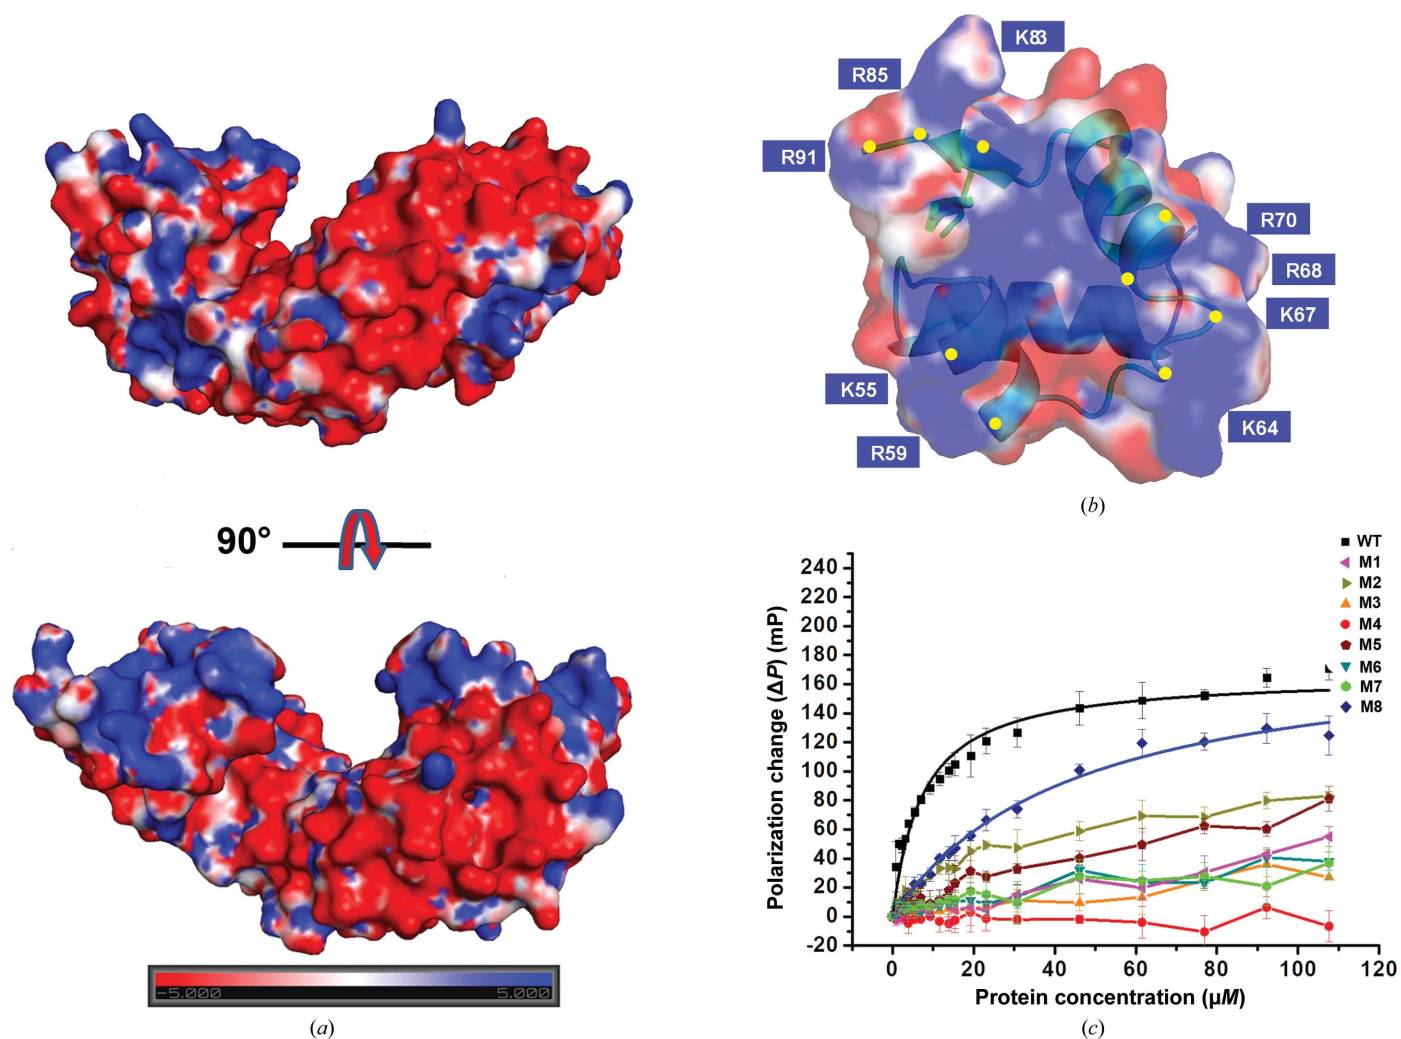 90°
-5.000 5.000
(a)
K83
R85
R91
R70
R68
K67
K55
K64
R59
(b)
WT
M1
M2
M3
M4
M5
M6
M7
M8
240
220
200
180
160
140
120
100
80
60
40
20
0
-20
Polarization change (ΔP) (mP)
0 20 40 60 80 100 120
Protein concentration (µM)
(c)